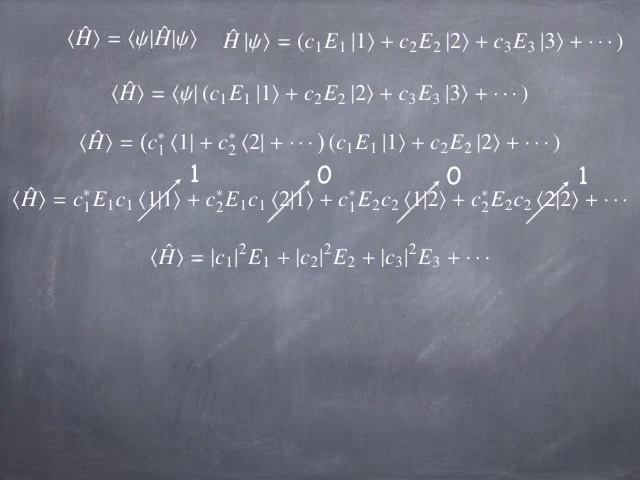 ⟨Ĥ⟩ = ⟨ψ|Ĥ|ψ⟩ Ĥ |ψ⟩ = (c₁E₁ |1⟩ + c₂E₂ |2⟩ + c₃E₃ |3⟩ + ⋯ )
⟨Ĥ⟩ = ⟨ψ| (c₁E₁ |1⟩ + c₂E₂ |2⟩ + c₃E₃ |3⟩ + ⋯ )
⟨Ĥ⟩ = (c₁* ⟨1| + c₂* ⟨2| + ⋯ ) (c₁E₁ |1⟩ + c₂E₂ |2⟩ + ⋯ )
1 0 0 1
⟨Ĥ⟩ = c₁*E₁c₁ ⟨1|1⟩ + c₂*E₁c₁ ⟨2|1⟩ + c₁*E₂c₂ ⟨1|2⟩ + c₂*E₂c₂ ⟨2|2⟩ + ⋯
⟨Ĥ⟩ = |c₁|²E₁ + |c₂|²E₂ + |c₃|²E₃ + ⋯